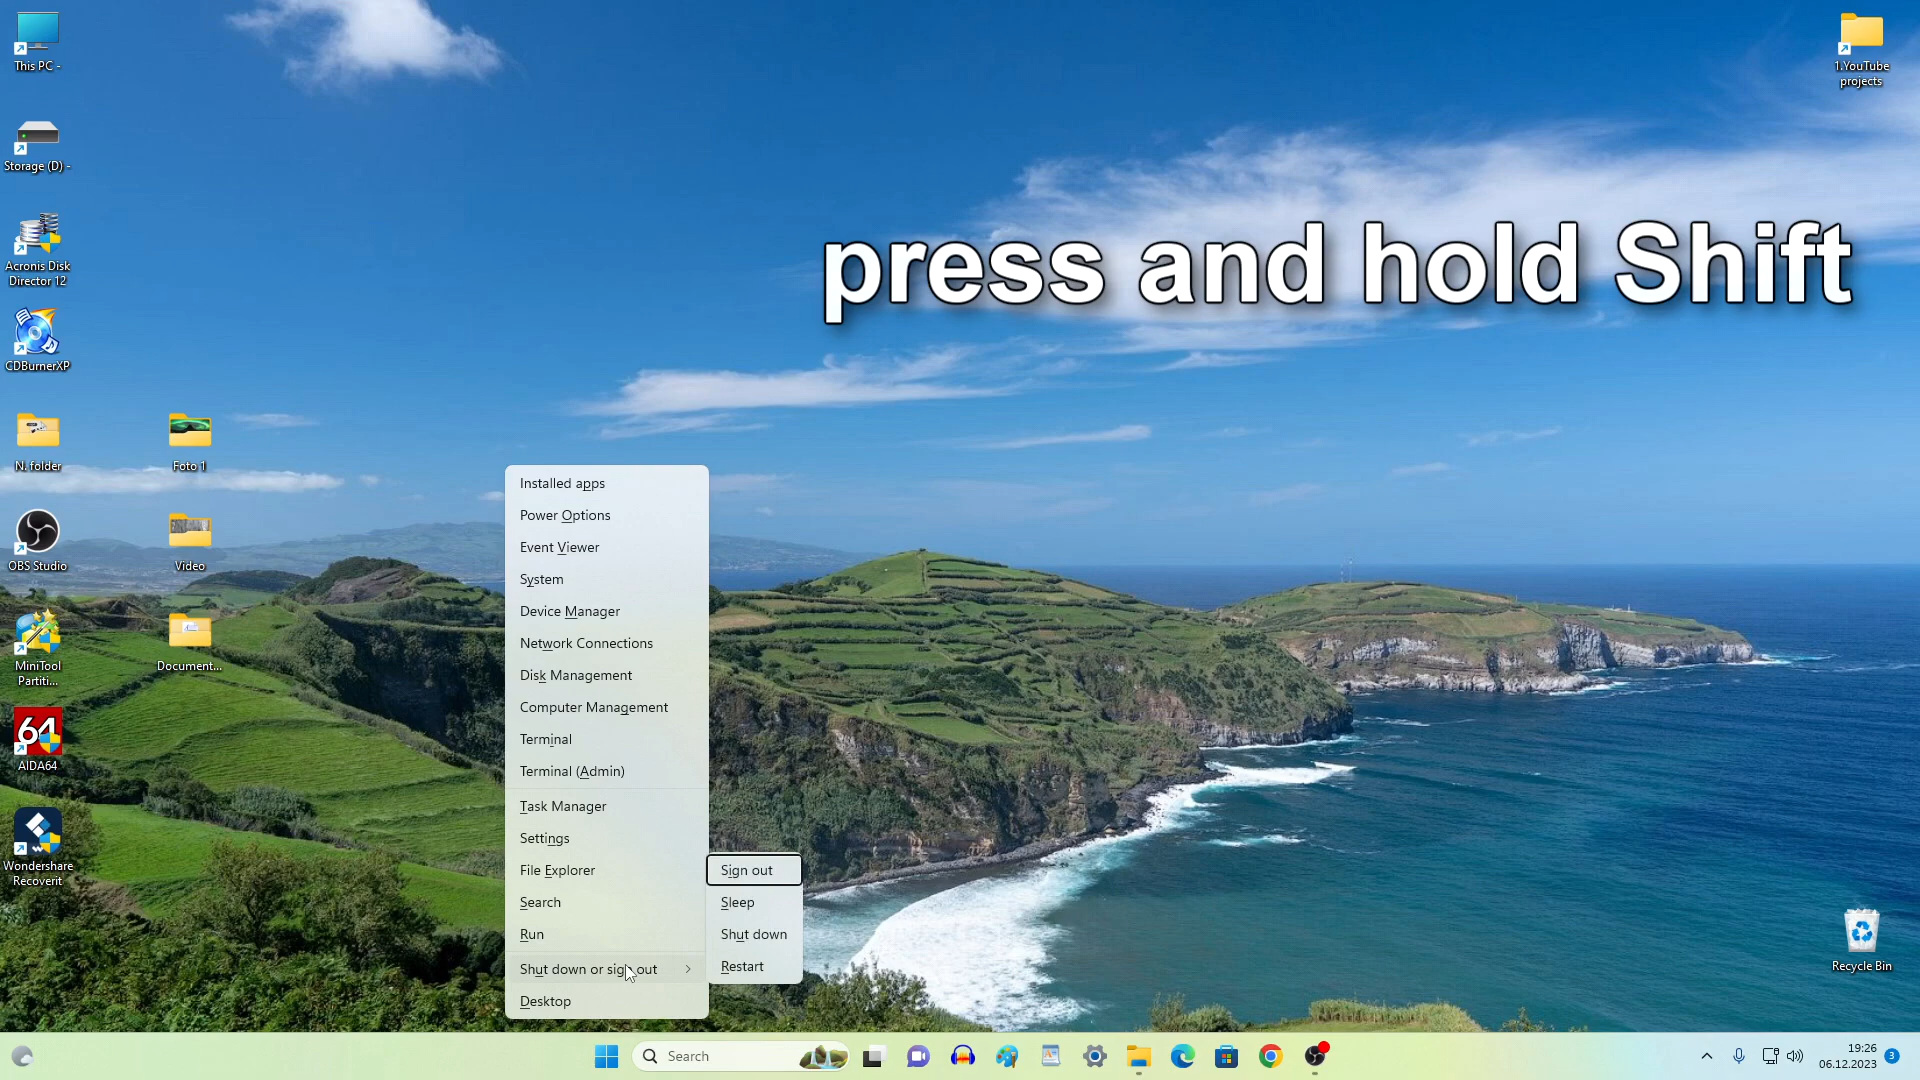 This PC -
1.YouTube
projects
Storage (D) -
Acronis Disk
Director 12
press and hold Shift
CDBurnerXP
N. folder
Foto 1
OBS Studio
Video
MiniTool
Partiti...
Document...
64
AIDA64
Wondershare
Recoverit
Installed apps
Power Options
Event Viewer
System
Device Manager
Network Connections
Disk Management
Computer Management
Terminal
Terminal (Admin)
Task Manager
Settings
File Explorer
Search
Run
Shut down or sign out
Desktop
Sign out
Sleep
Shut down
Restart
Recycle Bin
Search
19:26
06.12.2023
3